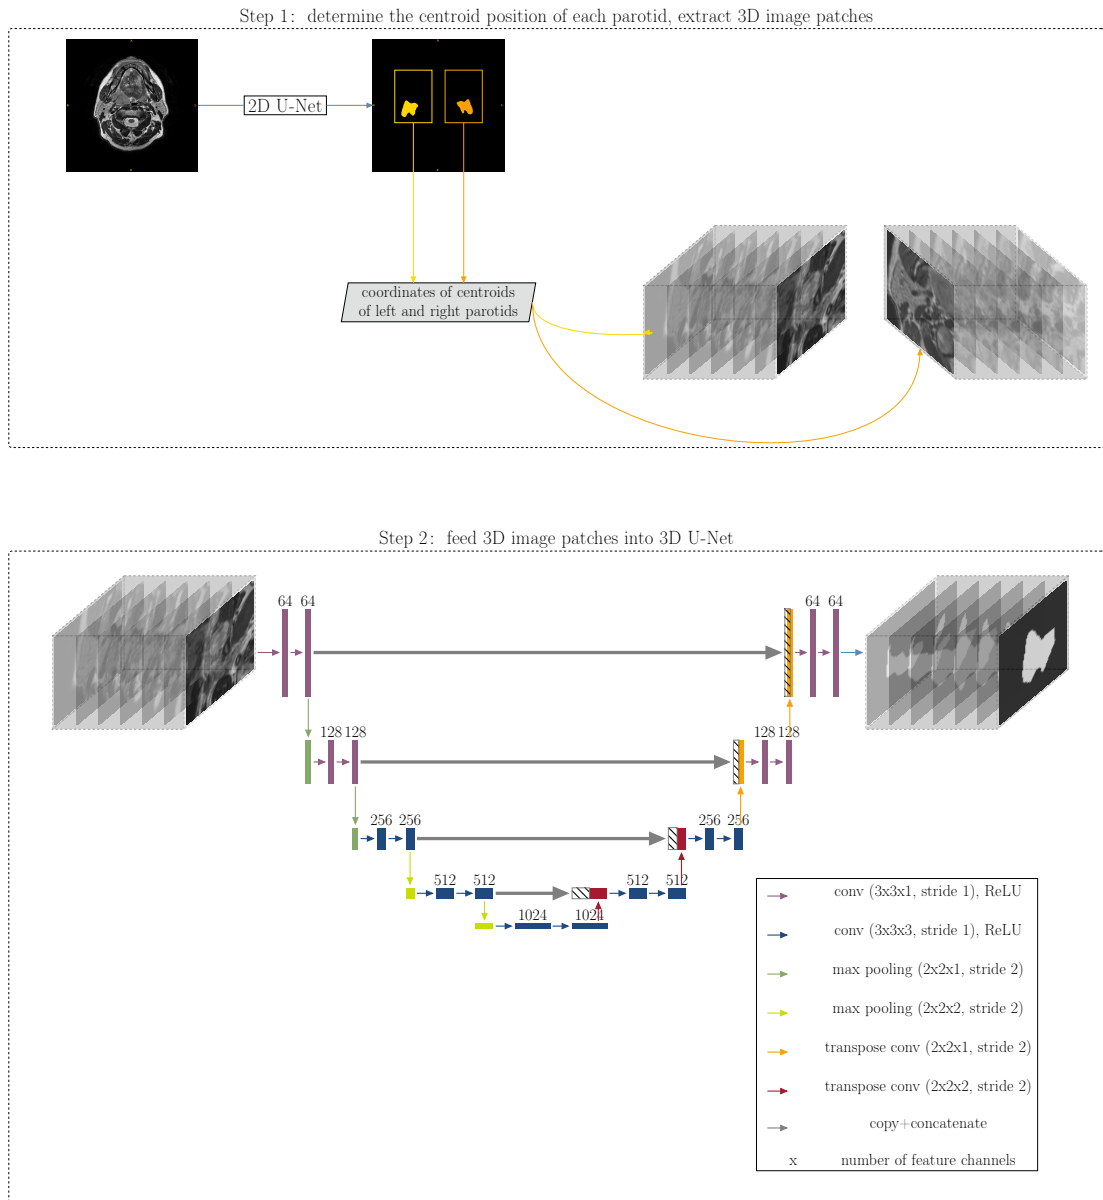 Step 1: determine the centroid position of each parotid, extract 3D image patches
2D U-Net
coordinates of centroids
of left and right parotids
Step 2: feed 3D image patches into 3D U-Net
64 64
64 64
128 128
128 128
256 256
256 256
512 512
512 512
1024 1024
conv (3x3x1, stride 1), ReLU
conv (3x3x3, stride 1), ReLU
max pooling (2x2x1, stride 2)
max pooling (2x2x2, stride 2)
transpose conv (2x2x1, stride 2)
transpose conv (2x2x2, stride 2)
copy+concatenate
x number of feature channels